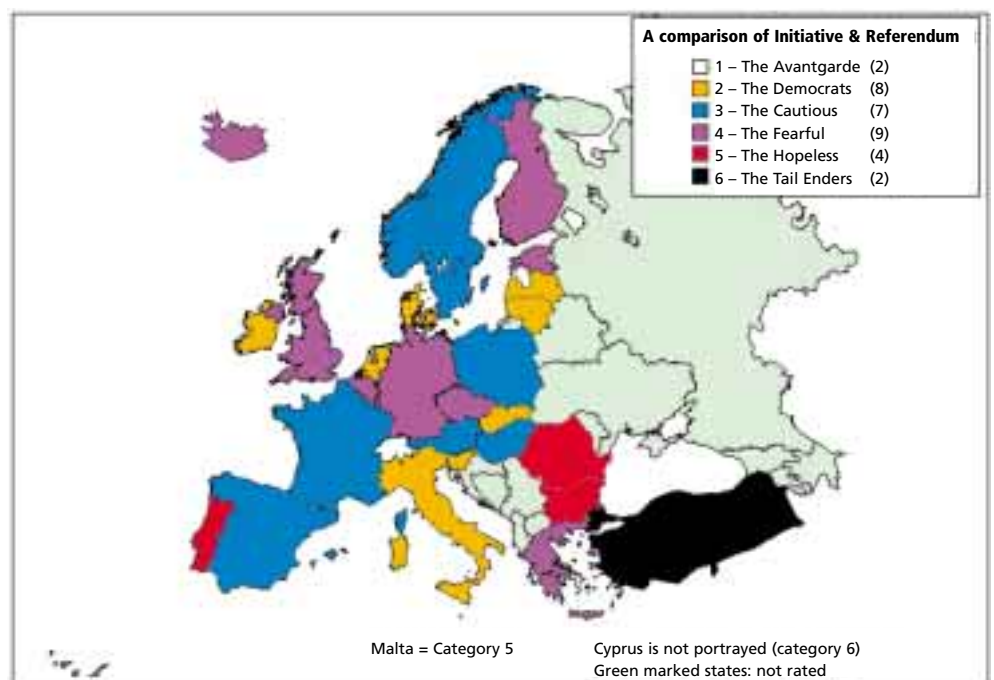 A comparison of Initiative & Referendum
1 – The Avantgarde (2)
2 – The Democrats (8)
3 – The Cautious (7)
4 – The Fearful (9)
5 – The Hopeless (4)
6 – The Tail Enders (2)
Malta = Category 5
Cyprus is not portrayed (category 6)
Green marked states: not rated